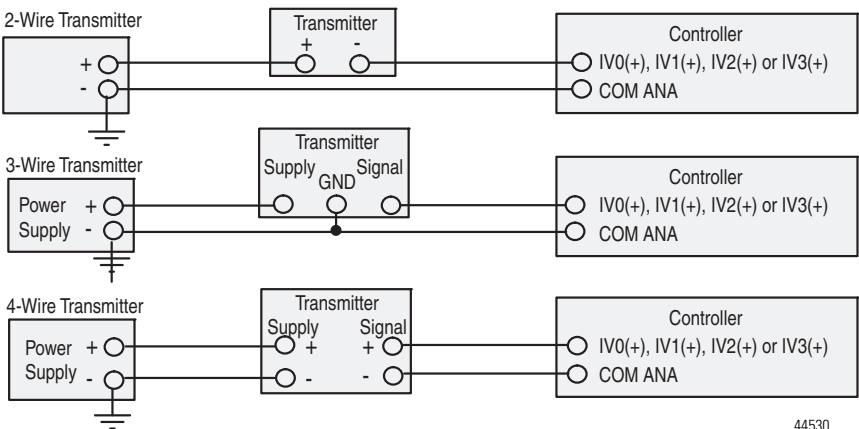 2-Wire Transmitter
Transmitter
+ -
+
-
Controller
IV0(+), IV1(+), IV2(+) or IV3(+)
COM ANA
3-Wire Transmitter
Power Supply
+
-
Transmitter
Supply GND Signal
Controller
IV0(+), IV1(+), IV2(+) or IV3(+)
COM ANA
4-Wire Transmitter
Power Supply
+
-
Transmitter
Supply Signal
+ +
- -
Controller
IV0(+), IV1(+), IV2(+) or IV3(+)
COM ANA
44530